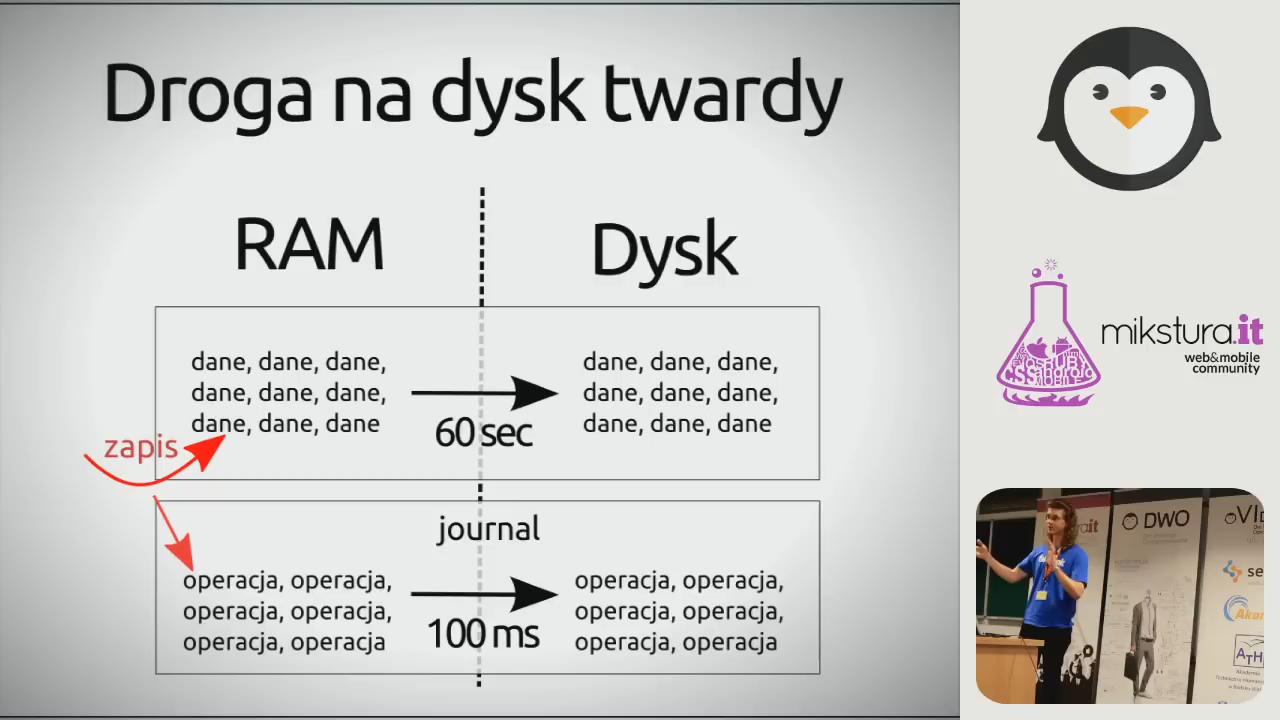 Droga na dysk twardy
RAM
Dysk
dane, dane, dane,
dane, dane, dane,
dane, dane, dane
60 sec
dane, dane, dane,
dane, dane, dane,
dane, dane, dane
zapis
journal
operacja, operacja,
operacja, operacja,
operacja, operacja
100 ms
operacja, operacja,
operacja, operacja,
operacja, operacja
mikstura.it
web&mobile
community
DWO